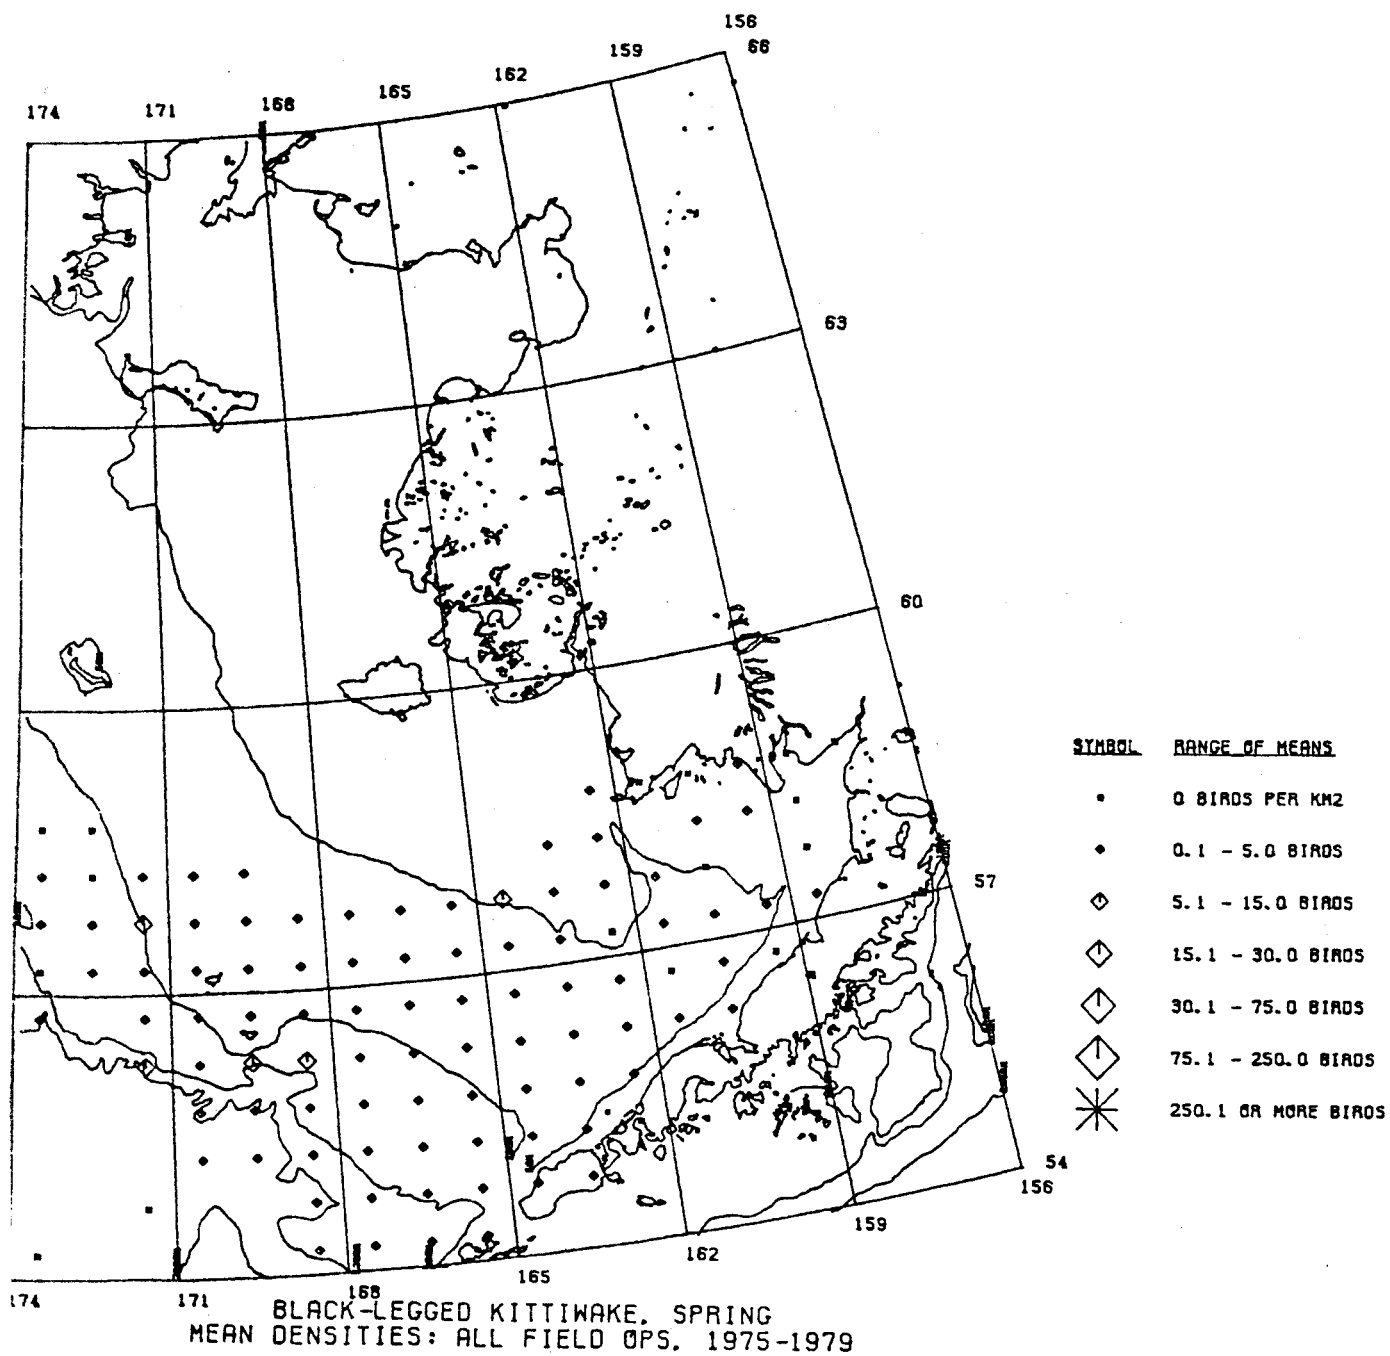 156
66
159
162
165
168
171
174
63
60
57
54
156
159
162
165
168
171
174
SYMBOL RANGE OF MEANS
0 BIRDS PER KM2
0.1 - 5.0 BIRDS
5.1 - 15.0 BIRDS
15.1 - 30.0 BIRDS
30.1 - 75.0 BIRDS
75.1 - 250.0 BIRDS
250.1 OR MORE BIRDS
BLACK-LEGGED KITTIWAKE, SPRING
MEAN DENSITIES: ALL FIELD OPS. 1975-1979